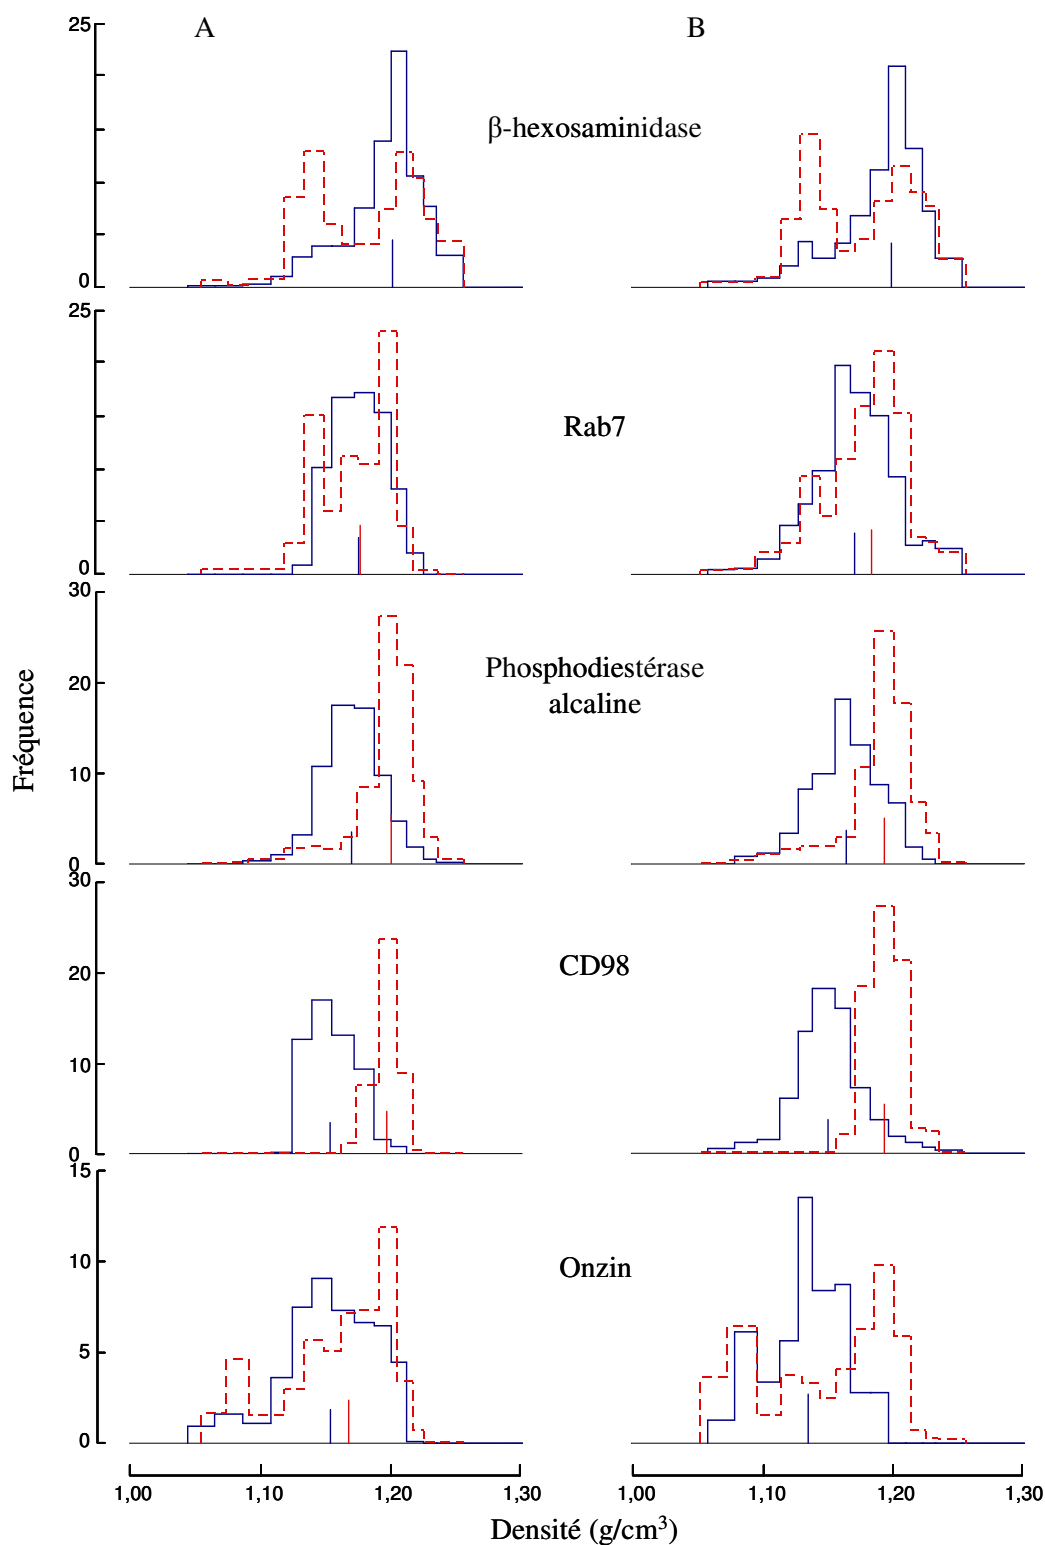 A B
25
β-hexosaminidase
0
25
Rab7
0
30
Phosphodiestérase
alcaline
20
10
0
Fréquence
30
CD98
20
10
0
15
Onzin
10
5
0
1,00 1,10 1,20 1,30 1,00 1,10 1,20 1,30
Densité (g/cm³)